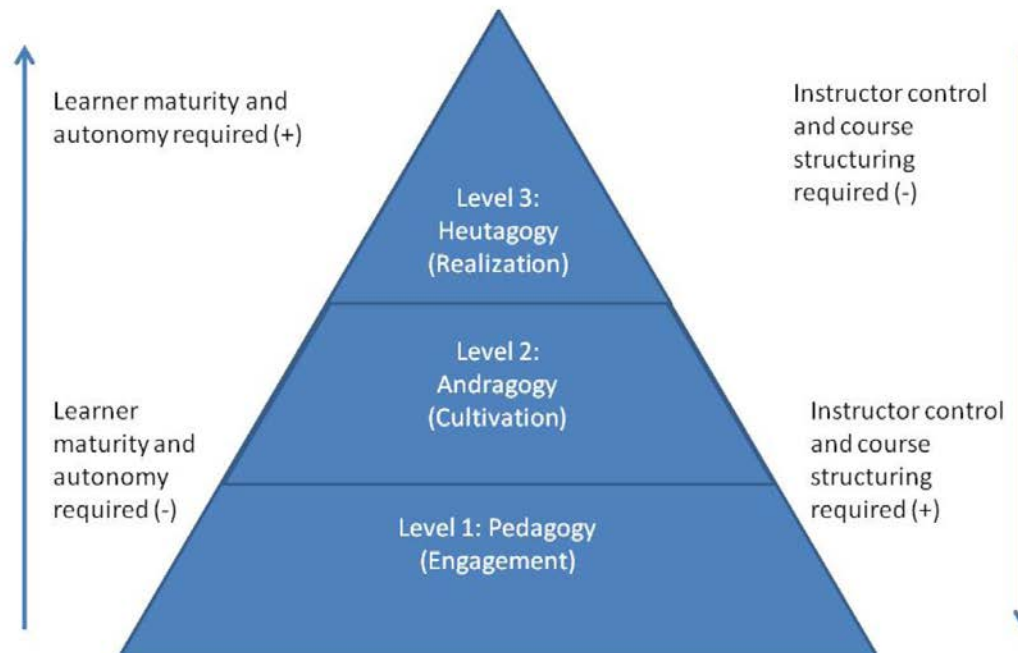 Learner maturity and
autonomy required (+)
Instructor control
and course
structuring
required (-)
Level 3:
Heutagogy
(Realization)
Level 2:
Andragogy
(Cultivation)
Learner
maturity and
autonomy
required (-)
Instructor control
and course
structuring
required (+)
Level 1: Pedagogy
(Engagement)